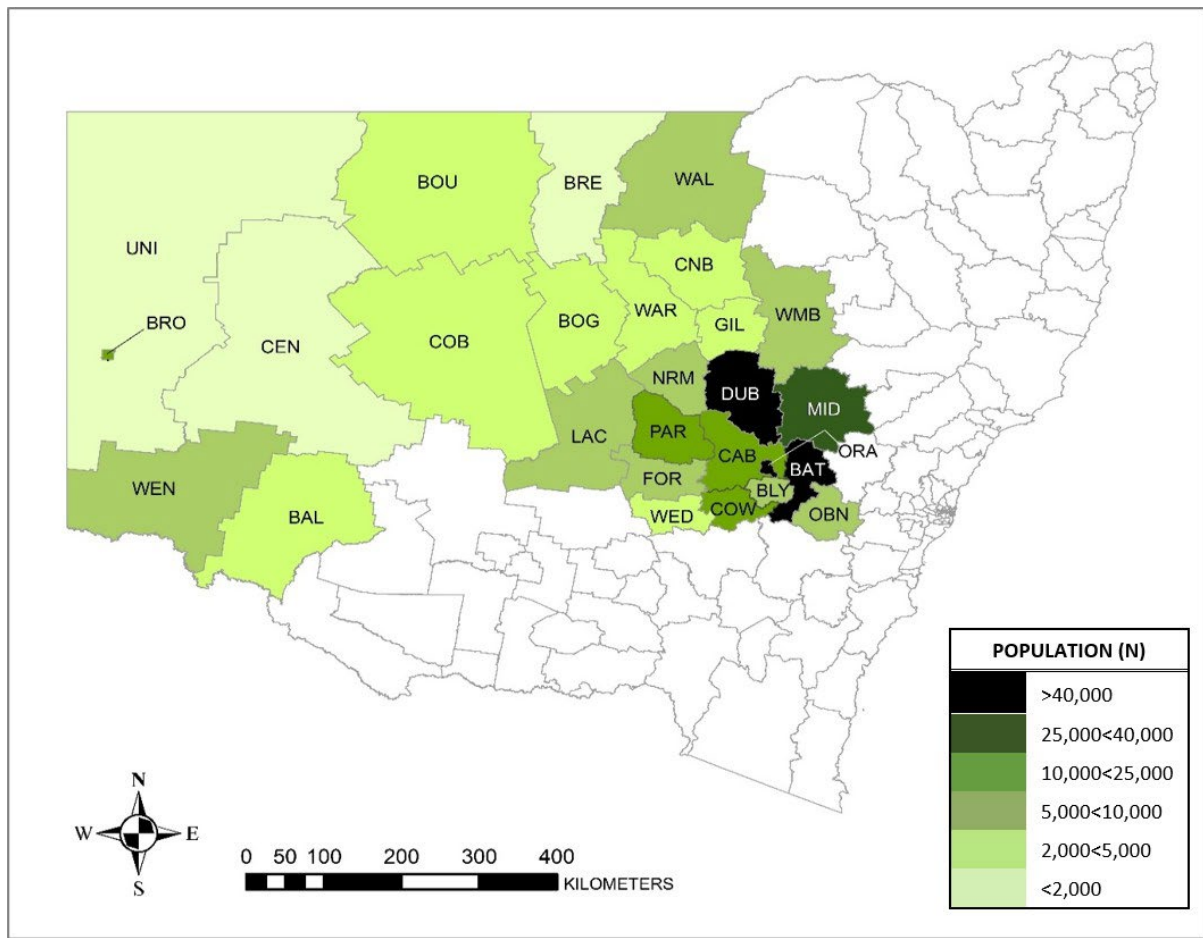 BOU
BRE
WAL
UNI
CNB
BRO
WAR
WMB
BOG
GIL
CEN
COB
NRM
DUB
MID
PAR
LAC
CAB
ORA
BAT
FOR
BLY
WEN
COW
OBN
WED
BAL
POPULATION (N)
>40,000
25,000<40,000
10,000<25,000
5,000<10,000
2,000<5,000
<2,000
N
W E
S
0 50 100 200 300 400
KILOMETERS